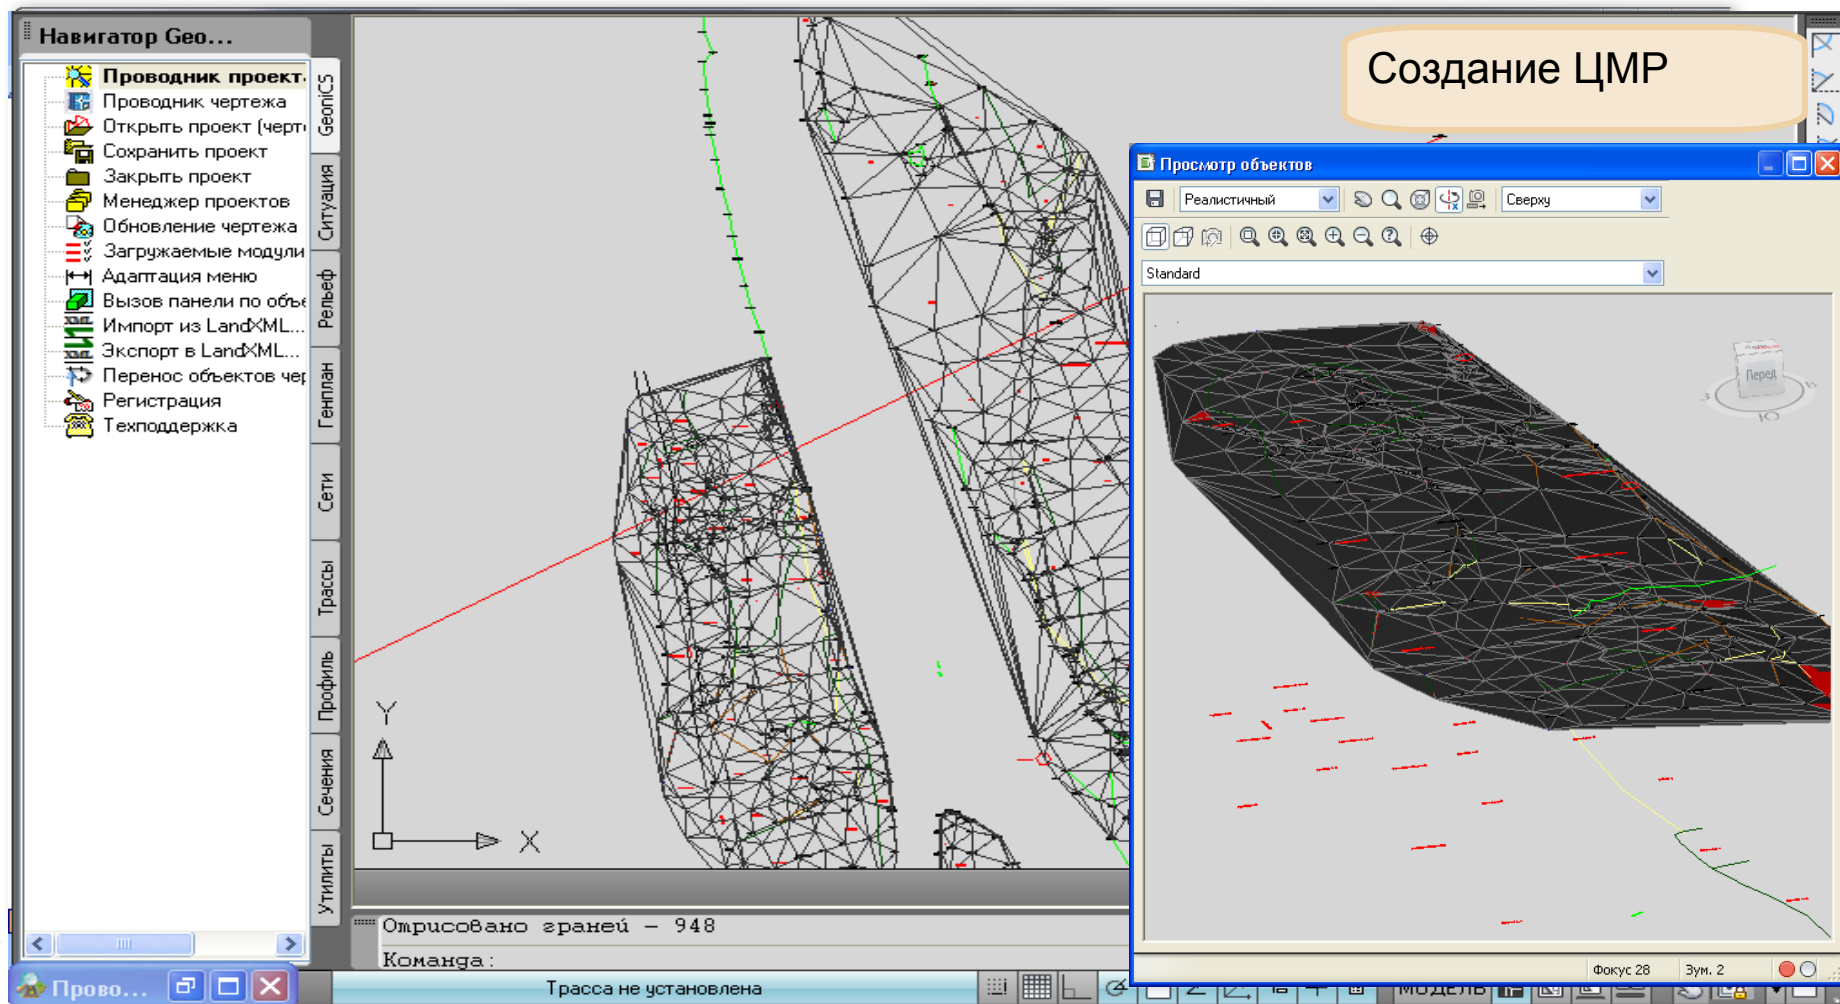 Навигатор Geo...
Проводник проект
Проводник чертежа
Открыть проект (черт
Сохранить проект
Закрыть проект
Менеджер проектов
Обновление чертежа
Загружаемые модули
Адаптация меню
Вызов панели по объе
Импорт из LandXML...
Экспорт в LandXML...
Перенос объектов чер
Регистрация
Техподдержка
GeoniCS
Ситуация
Рельеф
Генплан
Сети
Трассы
Профиль
Сечения
Утилиты
Создание ЦМР
Просмотр объектов
Реалистичный
Сверху
Standard
Перед
З
Ю
В
Y
X
Отрисовано граней - 948
Команда:
Фокус 28
Зум. 2
Прово...
Трасса не установлена
МОДЕЛЬ